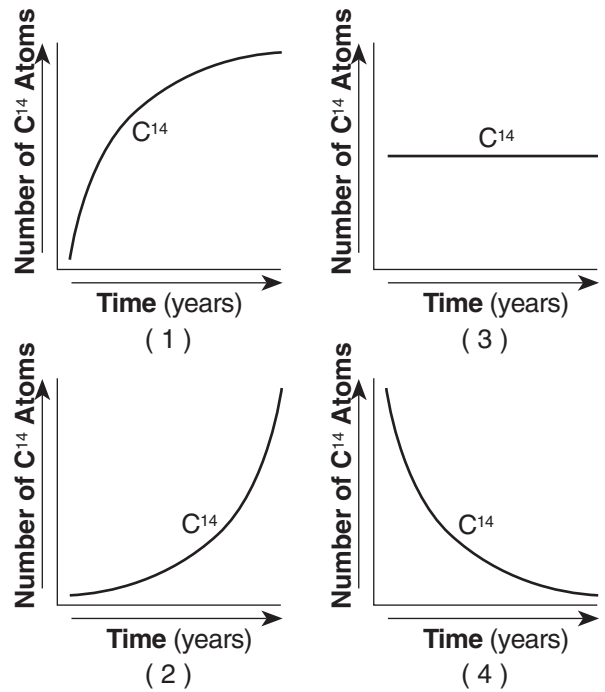 Number of C¹⁴ Atoms
C¹⁴
Time (years)
( 1 )
Number of C¹⁴ Atoms
C¹⁴
Time (years)
( 3 )
Number of C¹⁴ Atoms
C¹⁴
Time (years)
( 2 )
Number of C¹⁴ Atoms
C¹⁴
Time (years)
( 4 )